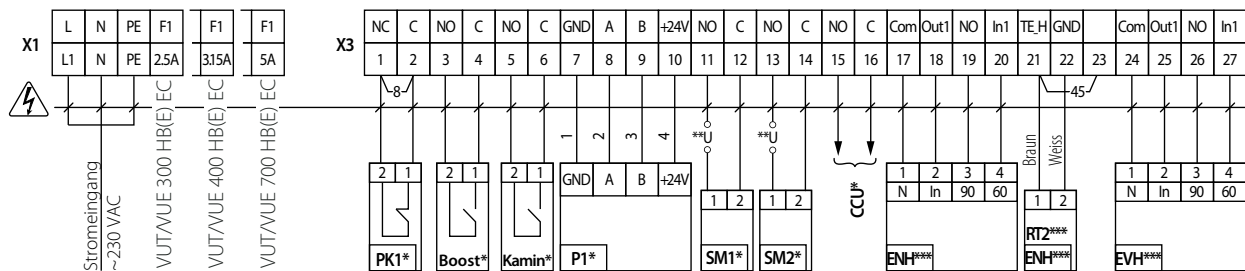 L N PE F1 F1 F1
X1
L1 N PE 2.5A 3.15A 5A
NC C NO C NO C GND A B +24V NO C NO C NO C Com Out1 NO In1 TE_H GND Com Out1 NO In1
X3
1 2 3 4 5 6 7 8 9 10 11 12 13 14 15 16 17 18 19 20 21 22 23 24 25 26 27
8
45
Stromeingang
~230 VAC
VUT/VUE 300 HB(E) EC
VUT/VUE 400 HB(E) EC
VUT/VUE 700 HB(E) EC
1 2 3 4
**U
**U
Braun
Weiss
2 1
PK1*
2 1
Boost*
2 1
Kamin*
GND A B +24V
P1*
1 2
SM1*
1 2
SM2*
CCU*
1 2 3 4
N In 90 60
ENH***
1 2
RT2***
ENH***
1 2 3 4
N In 90 60
EVH***